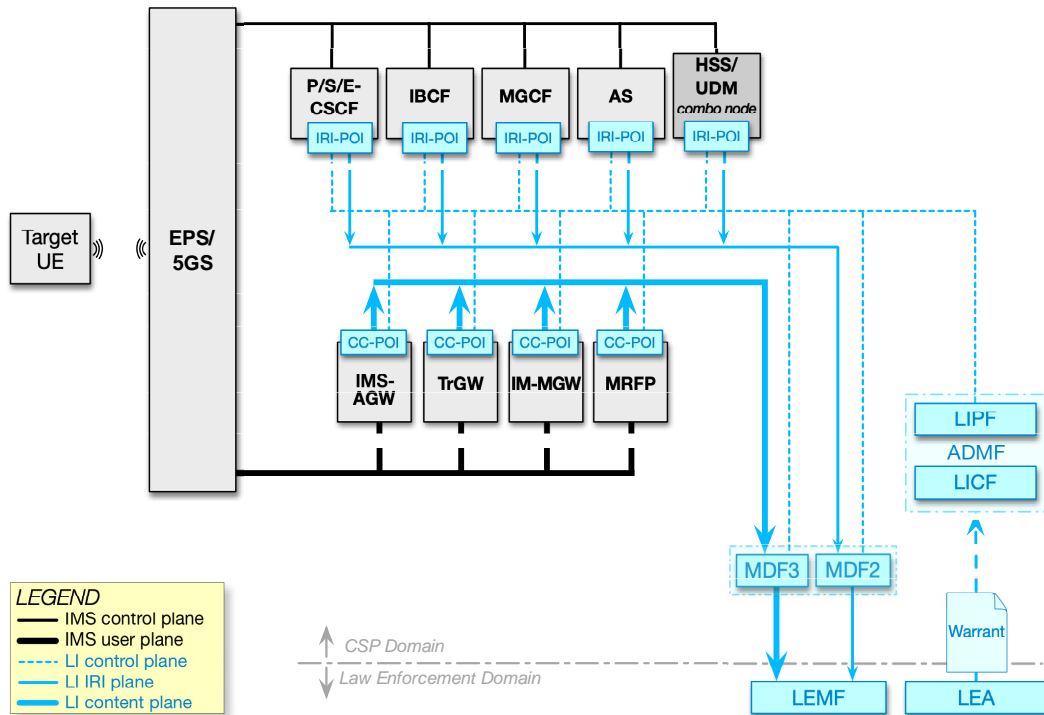 P/S/E-
CSCF
IRI-POI
IBCF
IRI-POI
MGCF
IRI-POI
AS
IRI-POI
HSS/
UDM
combo node
IRI-POI
Target
UE
EPS/
5GS
CC-POI
IMS-
AGW
CC-POI
TrGW
CC-POI
IM-MGW
CC-POI
MRFP
LIPF
ADMF
LICF
MDF3
MDF2
Warrant
LEGEND
IMS control plane
IMS user plane
LI control plane
LI IRI plane
LI content plane
CSP Domain
Law Enforcement Domain
LEMF
LEA